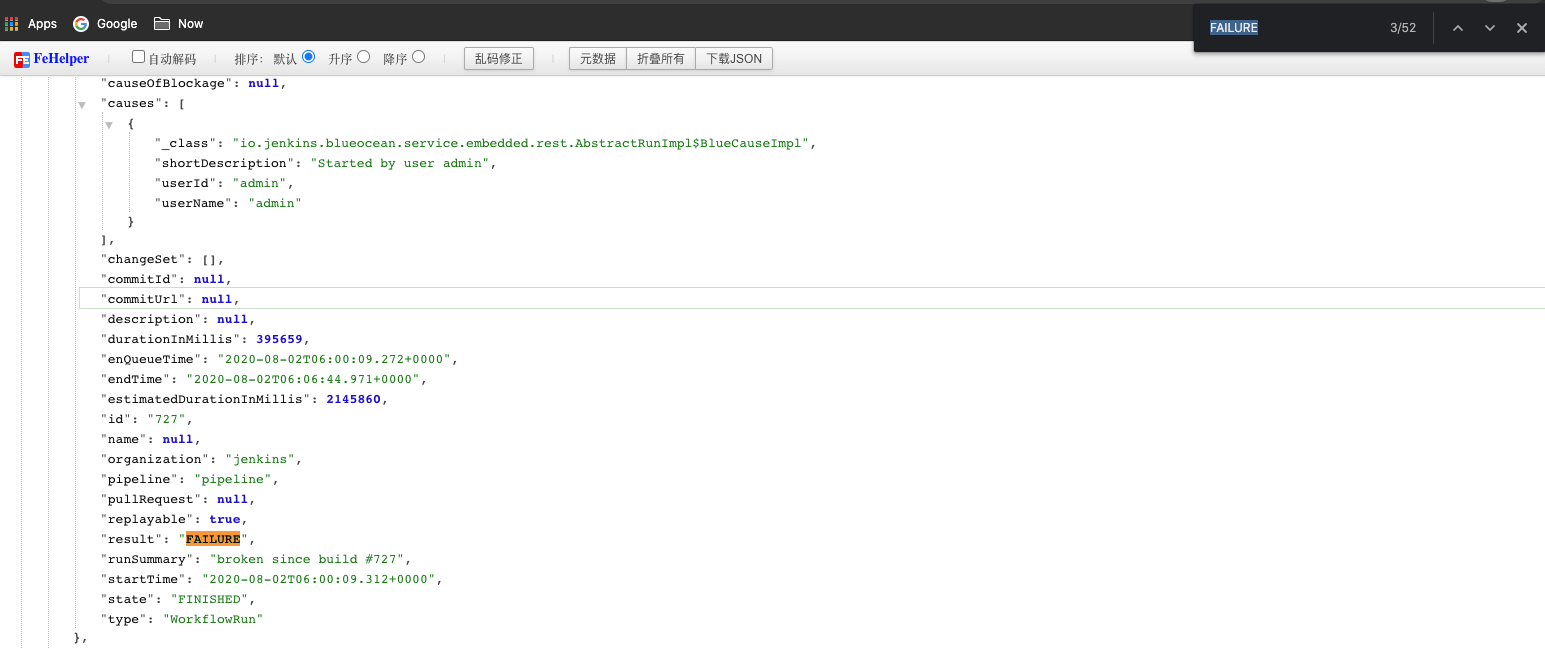 Apps Google Now
FAILURE 3/52
FeHelper 自动解码 排序: 默认 升序 降序 乱码修正 元数据 折叠所有 下载JSON
"causeOfBlockage": null,
"causes": [
{
"_class": "io.jenkins.blueocean.service.embedded.rest.AbstractRunImpl$BlueCauseImpl",
"shortDescription": "Started by user admin",
"userId": "admin",
"userName": "admin"
}
],
"changeSet": [],
"commitId": null,
"commitUrl": null,
"description": null,
"durationInMillis": 395659,
"enQueueTime": "2020-08-02T06:00:09.272+0000",
"endTime": "2020-08-02T06:06:44.971+0000",
"estimatedDurationInMillis": 2145860,
"id": "727",
"name": null,
"organization": "jenkins",
"pipeline": "pipeline",
"pullRequest": null,
"replayable": true,
"result": "FAILURE",
"runSummary": "broken since build #727",
"startTime": "2020-08-02T06:00:09.312+0000",
"state": "FINISHED",
"type": "WorkflowRun"
},